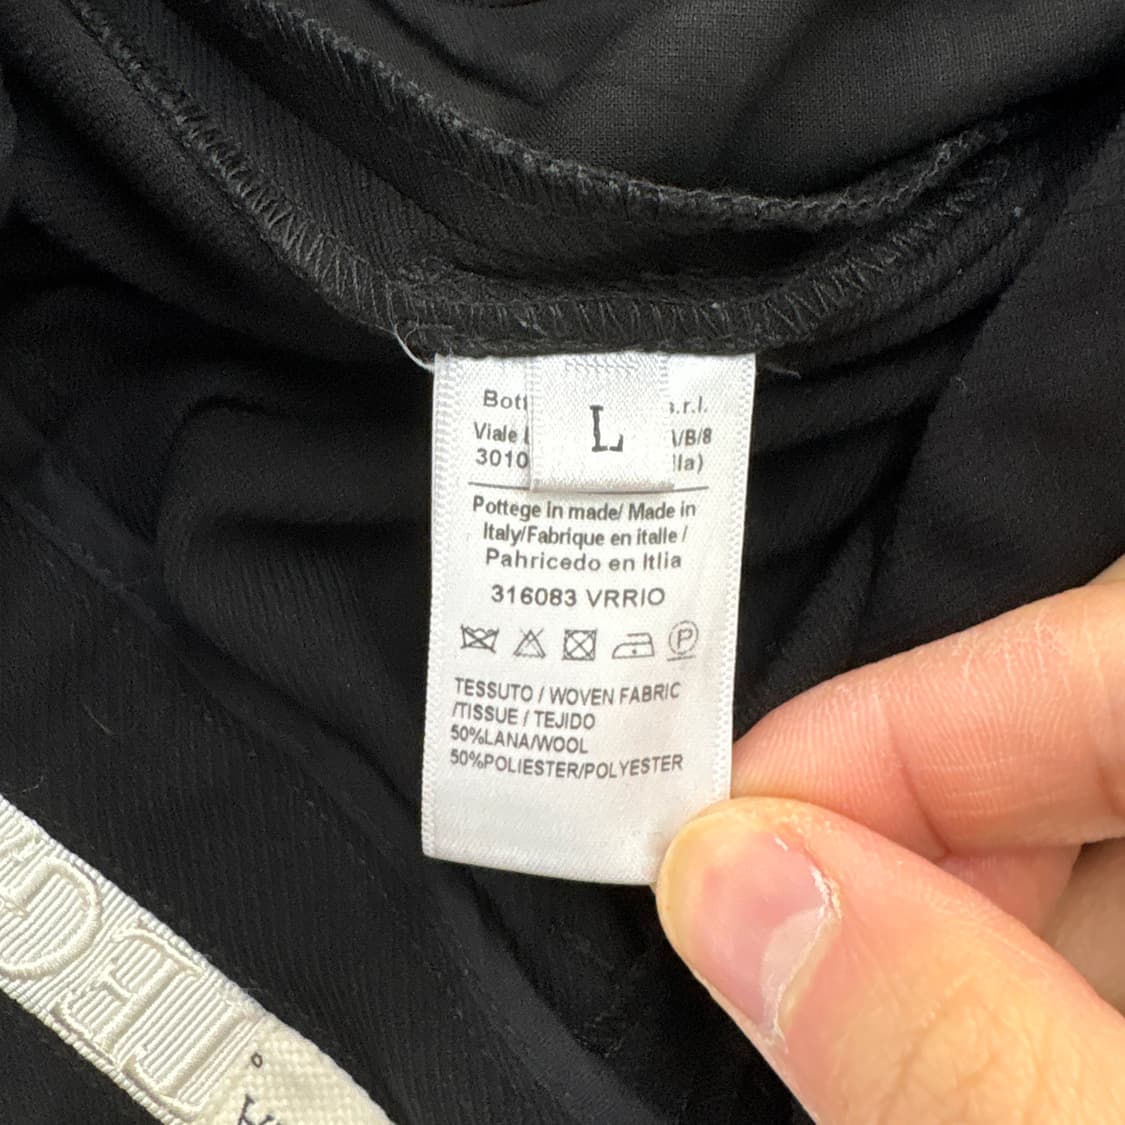 L
Viale
3010
s.r.l.
/B/8
lla)
Pottege in made/ Made in
Italy/Fabrique en italle /
Pahricedo en Itlia
316083 VRRIO
P
TESSUTO / WOVEN FABRIC
/TISSUE / TEJIDO
50%LANA/WOOL
50%POLIESTER/POLYESTER